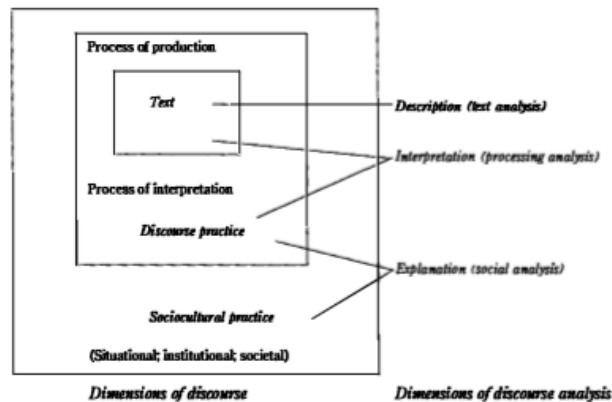 Process of production
Text
Description (text analysis)
Interpretation (processing analysis)
Process of interpretation
Discourse practice
Explanation (social analysis)
Sociocultural practice
(Situational; institutional; societal)
Dimensions of discourse
Dimensions of discourse analysis